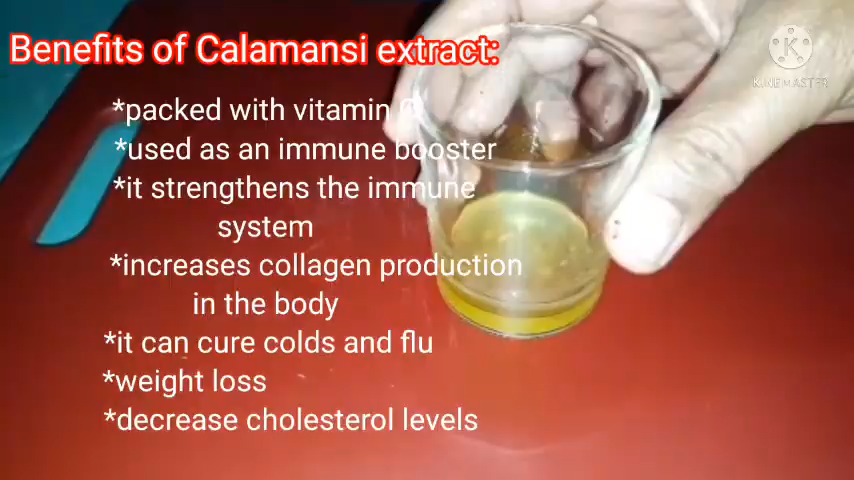 Benefits of Calamansi extract:
KINEMASTER
*packed with vitamin
*used as an immune booster
*it strengthens the immune
system
*increases collagen production
in the body
*it can cure colds and flu
*weight loss
*decrease cholesterol levels